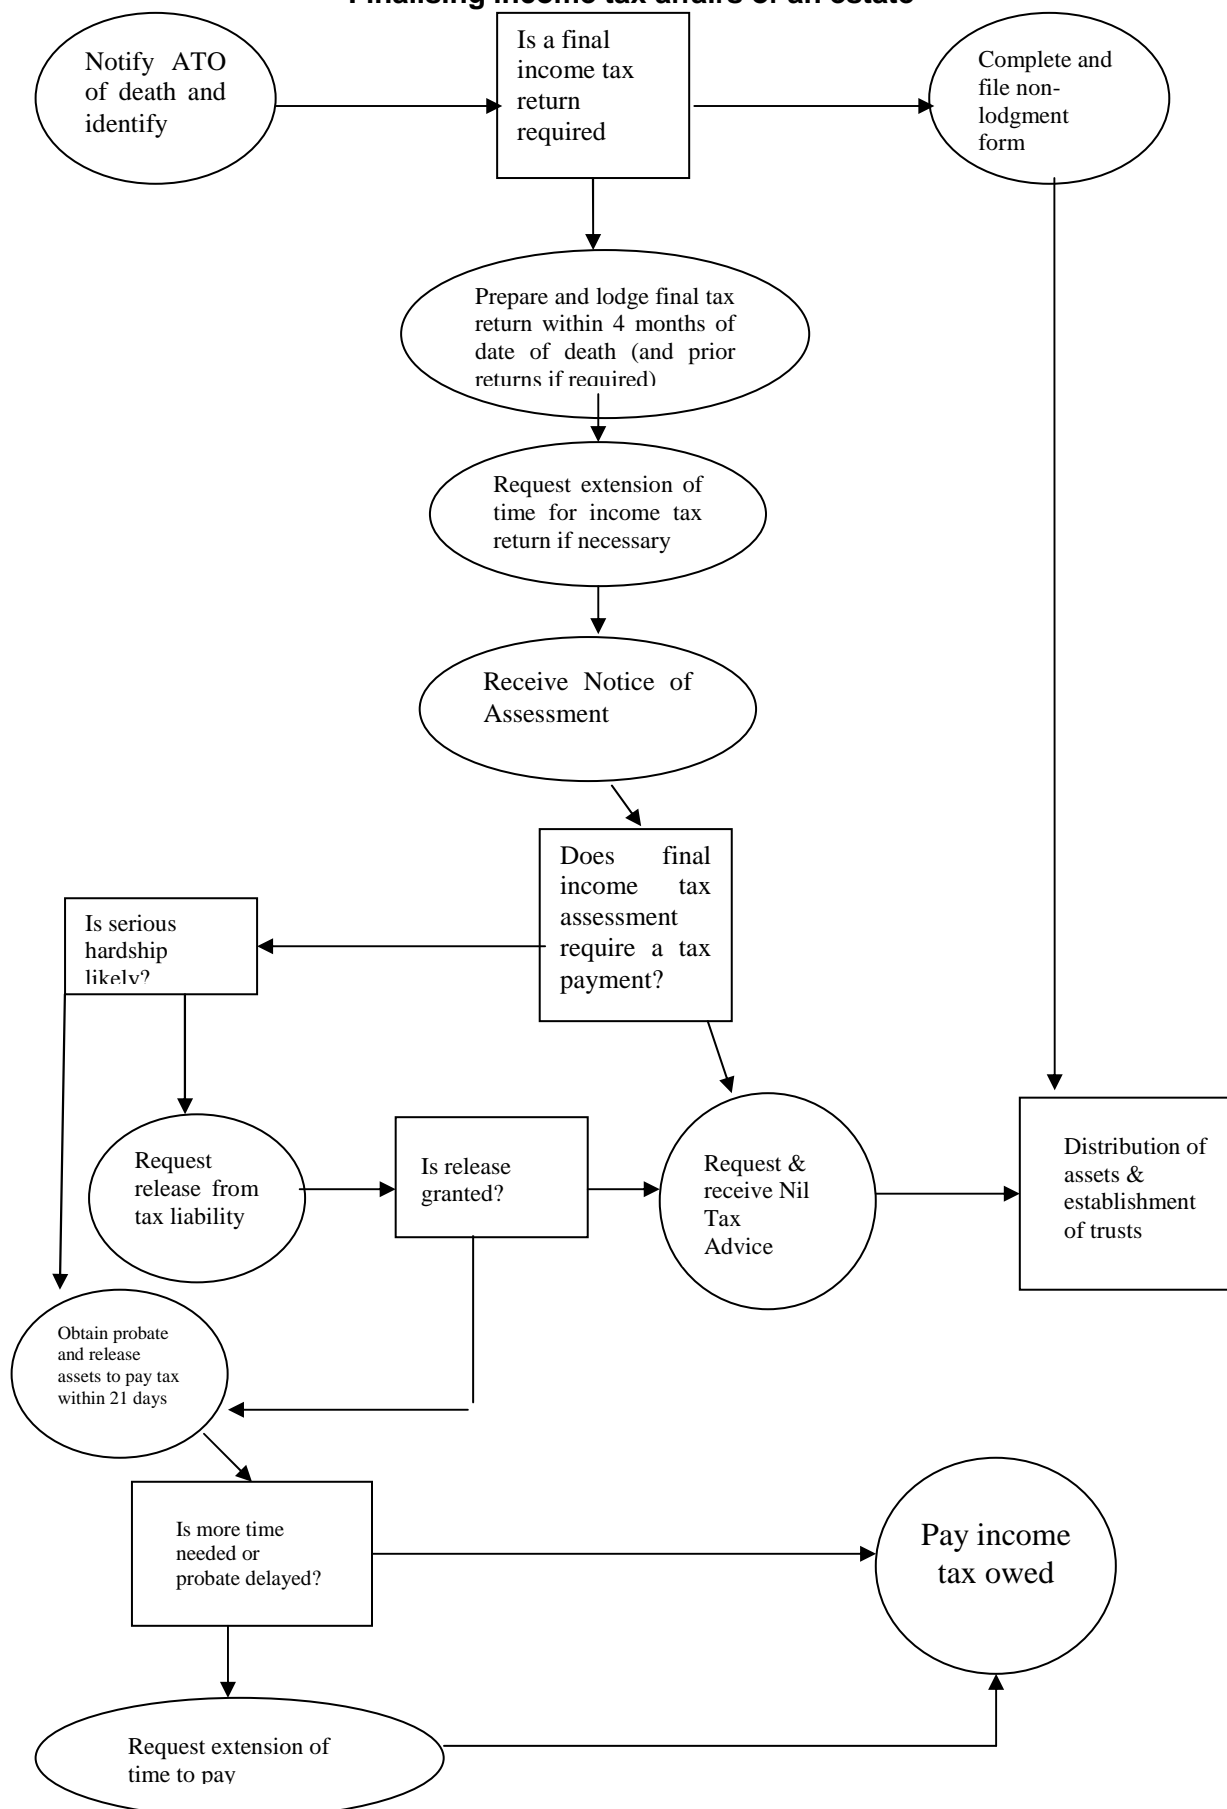 Finalising income tax affairs of an estate
Notify ATO
of death and
identify
Is a final
income tax
return
required
Complete and
file non-
lodgment
form
Prepare and lodge final tax
return within 4 months of
date of death (and prior
returns if required)
Request extension of
time for income tax
return if necessary
Receive Notice of
Assessment
Does final
income tax
assessment
require a tax
payment?
Is serious
hardship
likely?
Request
release from
tax liability
Is release
granted?
Request &
receive Nil
Tax
Advice
Distribution of
assets &
establishment
of trusts
Obtain probate
and release
assets to pay tax
within 21 days
Is more time
needed or
probate delayed?
Pay income
tax owed
Request extension of
time to pay